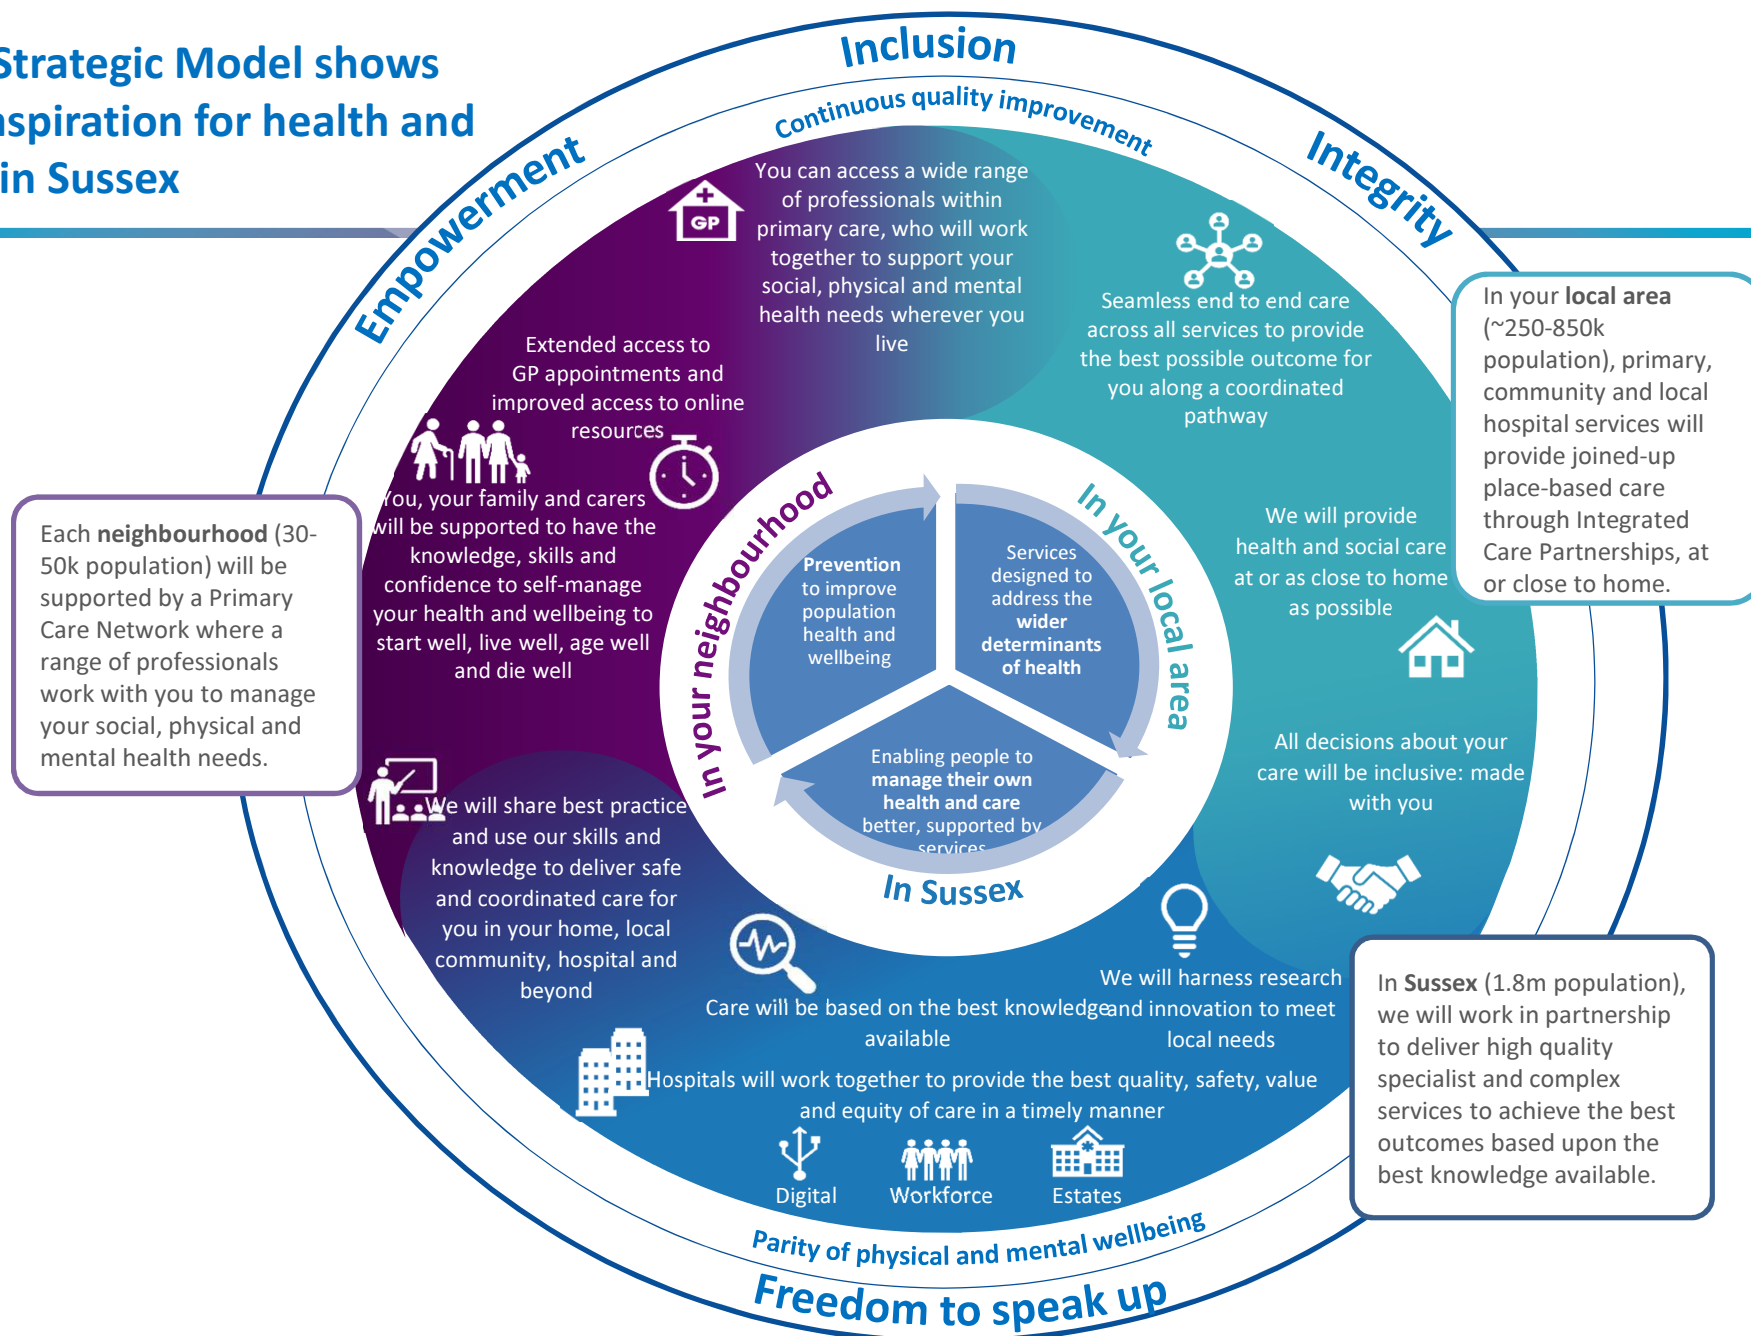 Strategic Model shows
aspiration for health and
in Sussex
Inclusion
Continuous quality improvement
Empowerment
Integrity
GP
You can access a wide range
of professionals within
primary care, who will work
together to support your
social, physical and mental
health needs wherever you
live
Seamless end to end care
across all services to provide
the best possible outcome for
you along a coordinated
pathway
In your local area
(~250-850k
population), primary,
community and local
hospital services will
provide joined-up
place-based care
through Integrated
Care Partnerships, at
or close to home.
Extended access to
GP appointments and
improved access to online
resources
You, your family and carers
will be supported to have the
knowledge, skills and
confidence to self-manage
your health and wellbeing to
start well, live well, age well
and die well
Each neighbourhood (30-
50k population) will be
supported by a Primary
Care Network where a
range of professionals
work with you to manage
your social, physical and
mental health needs.
In your neighbourhood
In your local area
In Sussex
Prevention
to improve
population
health and
wellbeing
Services
designed to
address the
wider
determinants
of health
Enabling people to
manage their own
health and care
better, supported by
services
We will provide
health and social care
at or as close to home
as possible
All decisions about your
care will be inclusive: made
with you
We will share best practice
and use our skills and
knowledge to deliver safe
and coordinated care for
you in your home, local
community, hospital and
beyond
Care will be based on the best knowledge
available
We will harness research
and innovation to meet
local needs
In Sussex (1.8m population),
we will work in partnership
to deliver high quality
specialist and complex
services to achieve the best
outcomes based upon the
best knowledge available.
Hospitals will work together to provide the best quality, safety, value
and equity of care in a timely manner
Digital
Workforce
Estates
Parity of physical and mental wellbeing
Freedom to speak up